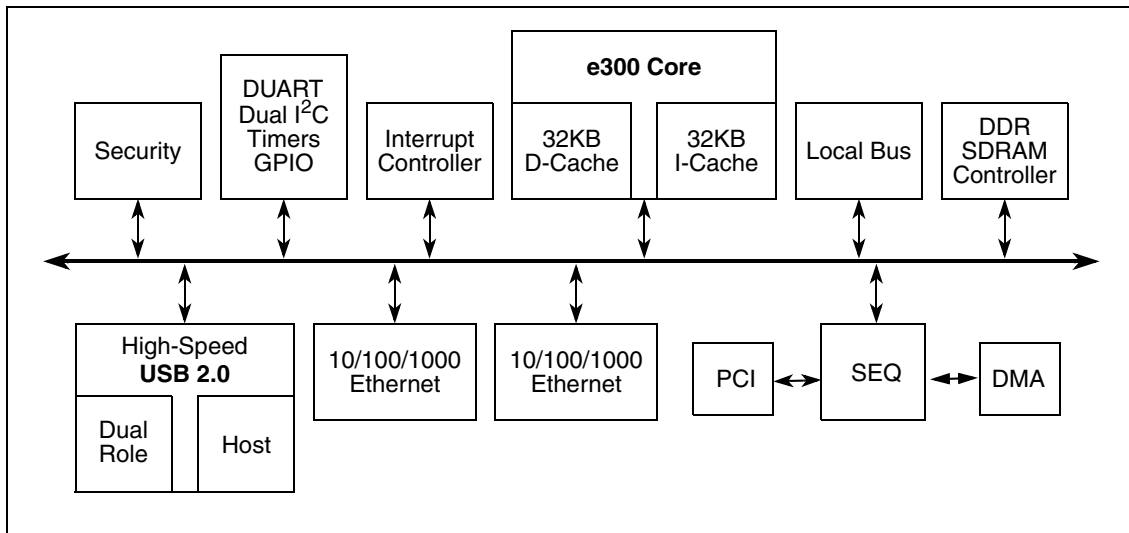 Security
DUART
Dual I²C
Timers
GPIO
Interrupt
Controller
e300 Core
32KB
D-Cache
32KB
I-Cache
Local Bus
DDR
SDRAM
Controller
High-Speed
USB 2.0
Dual
Role
Host
10/100/1000
Ethernet
10/100/1000
Ethernet
PCI
SEQ
DMA